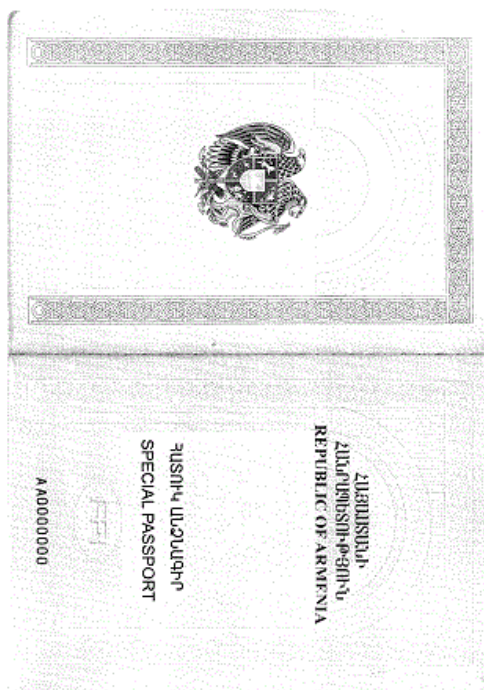 ՀԱՅԱՍՏԱՆԻ
ՀԱՆՐԱՊԵՏՈՒԹՅՈՒՆ
REPUBLIC OF ARMENIA
ՀԱՏՈՒԿ ԱՆՁՆԱԳԻՐ
SPECIAL PASSPORT
AA0000000